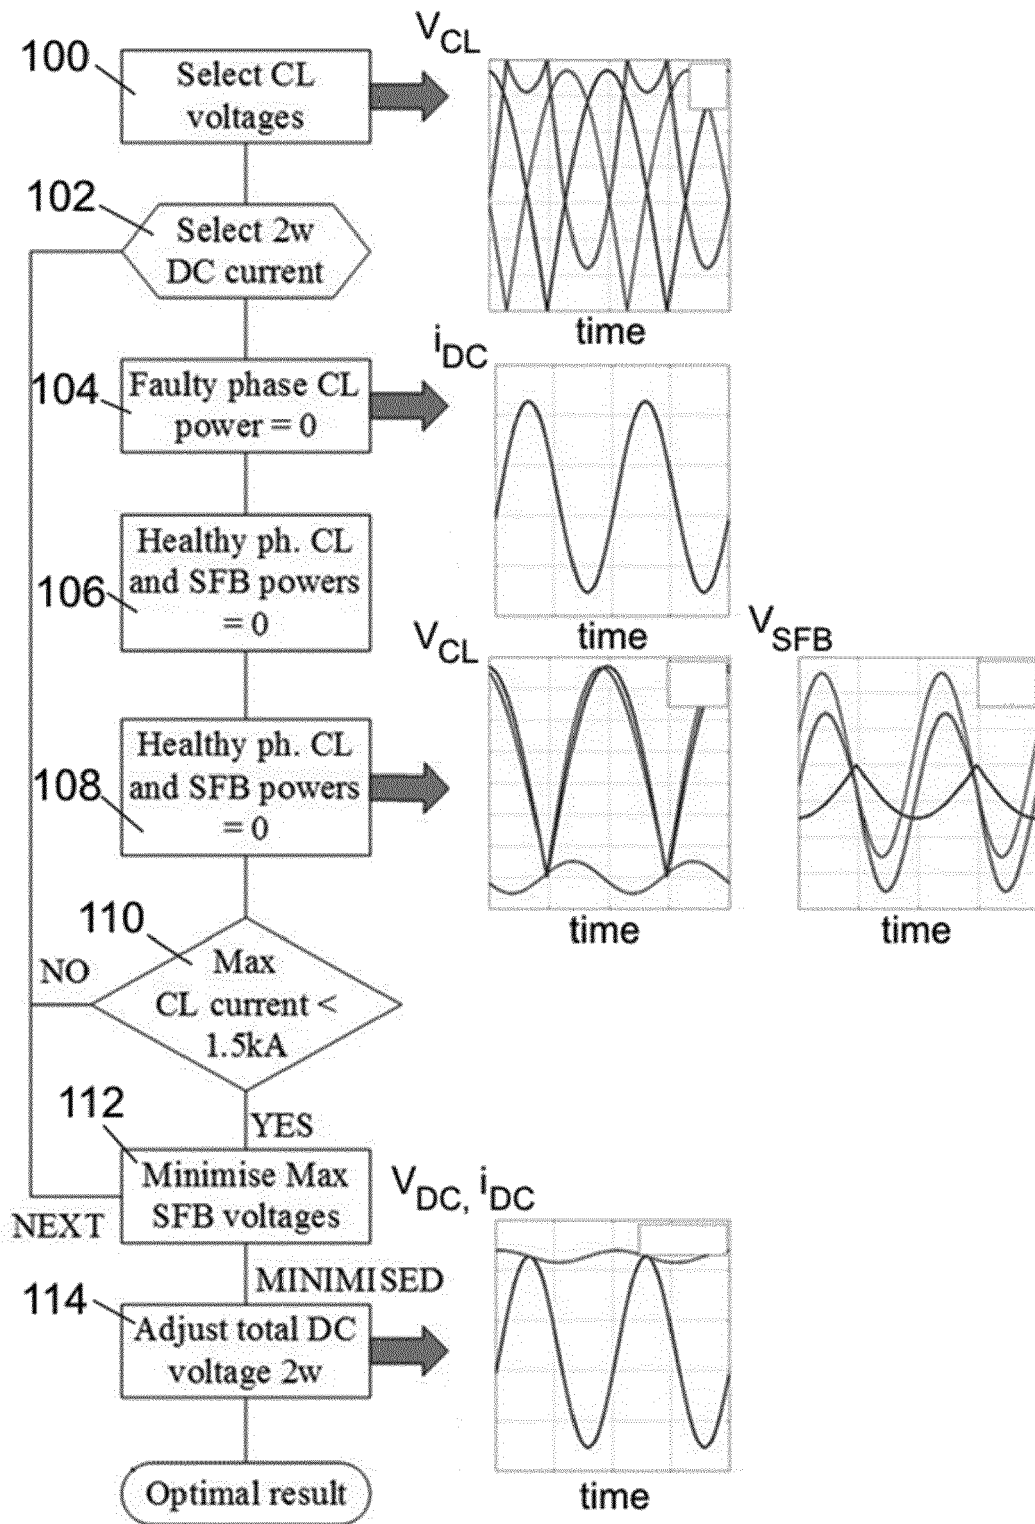 100
Select CL
voltages
V_CL
time
102
Select 2w
DC current
104
Faulty phase CL
power = 0
i_DC
time
106
Healthy ph. CL
and SFB powers
= 0
108
Healthy ph. CL
and SFB powers
= 0
V_CL
time
V_SFB
time
110
Max
CL current <
1.5kA
NO
YES
112
Minimise Max
SFB voltages
NEXT
MINIMISED
114
Adjust total DC
voltage 2w
V_DC, i_DC
time
Optimal result